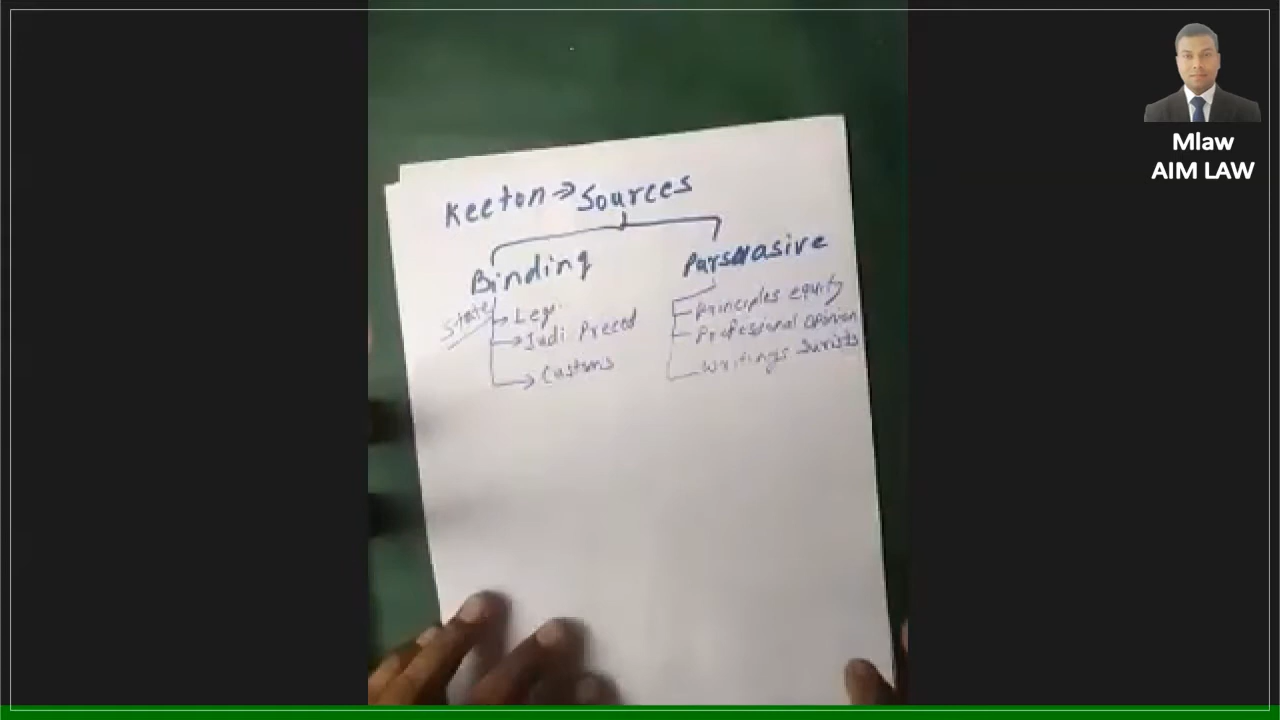 Keeton → Sources
Binding
Persuasive
State
→ Legi.
→ Judi Preced
→ Customs
Principles equity
Professional opinion
Writings Jurists
Mlaw
AIM LAW